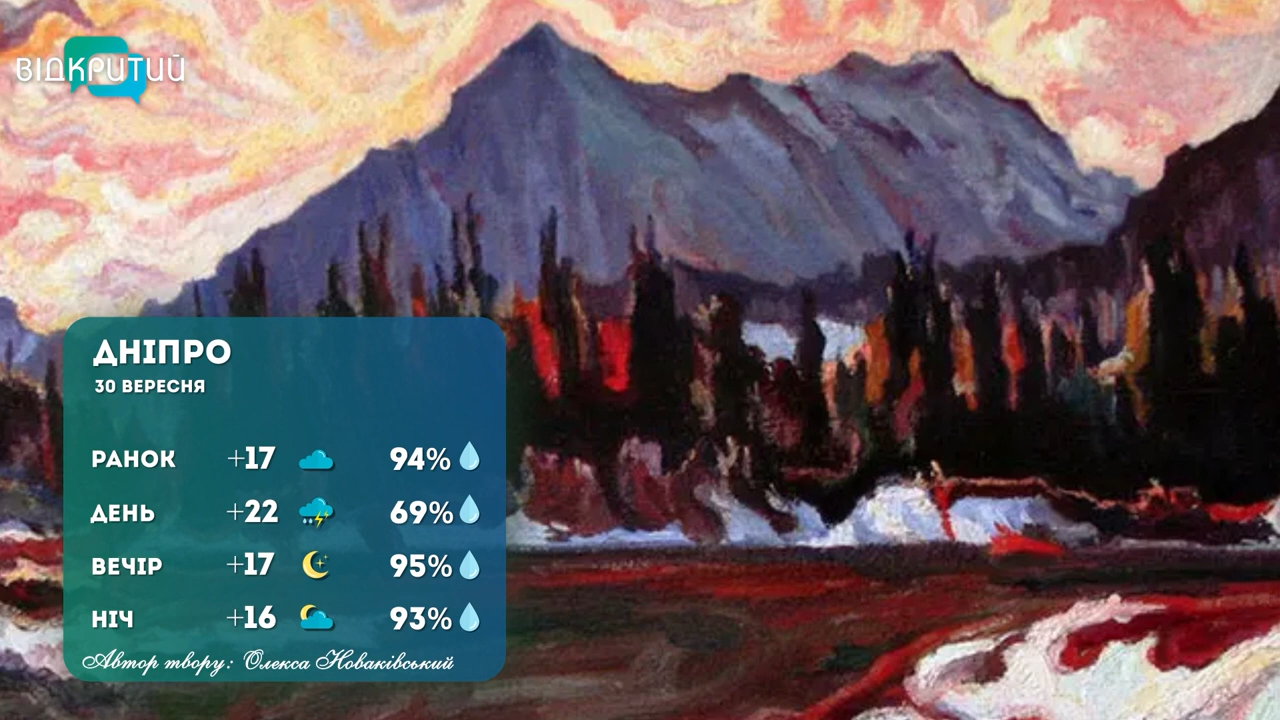 ВІДКРИТИЙ
ДНІПРО
30 ВЕРЕСНЯ
РАНОК +17 94%
ДЕНЬ +22 69%
ВЕЧІР +17 95%
НІЧ +16 93%
Автор твору: Олекса Новаківський